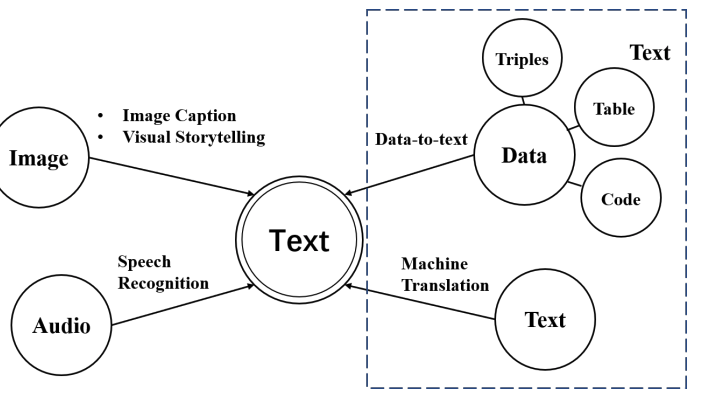 Triples
Text
Table
• Image Caption
• Visual Storytelling
Data-to-text
Image
Data
Code
Text
Speech
Recognition
Machine
Translation
Audio
Text